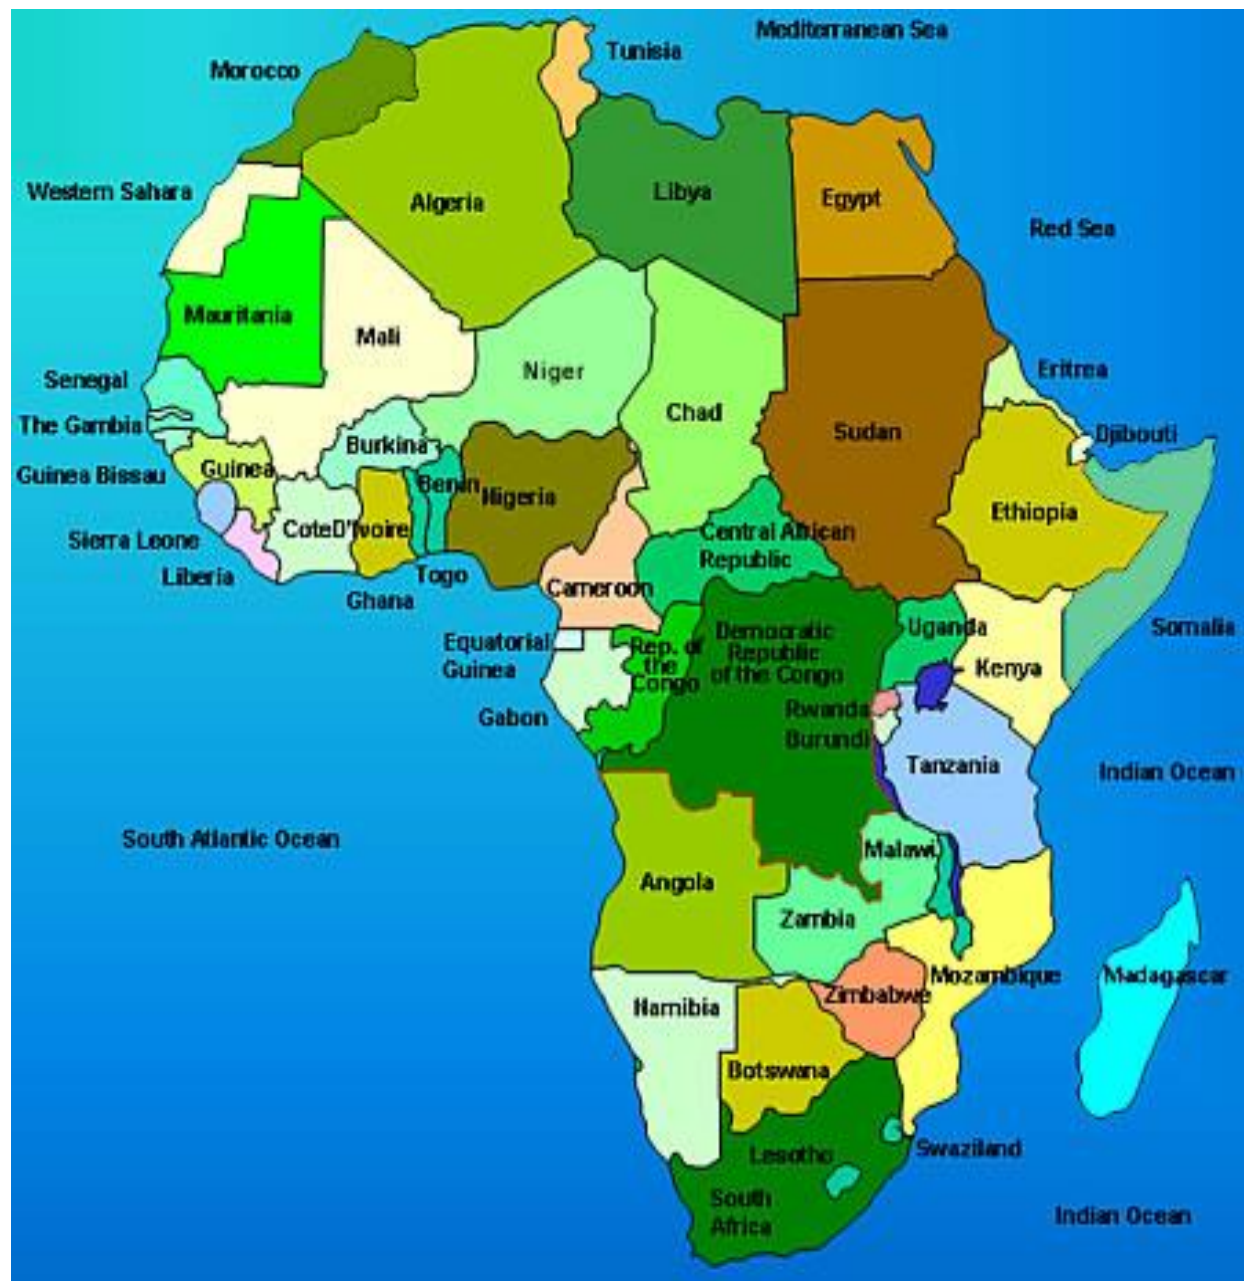 Mediterranean Sea
Tunisia
Morocco
Western Sahara
Algeria
Libya
Egypt
Red Sea
Mauritania
Mali
Niger
Chad
Sudan
Eritrea
Senegal
The Gambia
Burkina
Djibouti
Guinea Bissau
Guinea
Benin
Nigeria
Ethiopia
CoteD'Ivoire
Central African
Republic
Sierra Leone
Liberia
Togo
Ghana
Cameroon
Uganda
Somalia
Equatorial
Guinea
Rep. of
the
Congo
Democratic
Republic
of the Congo
Kenya
Gabon
Rwanda
Burundi
Tanzania
Indian Ocean
South Atlantic Ocean
Malawi
Angola
Zambia
Mozambique
Madagascar
Zimbabwe
Namibia
Botswana
Swaziland
Lesotho
South
Africa
Indian Ocean